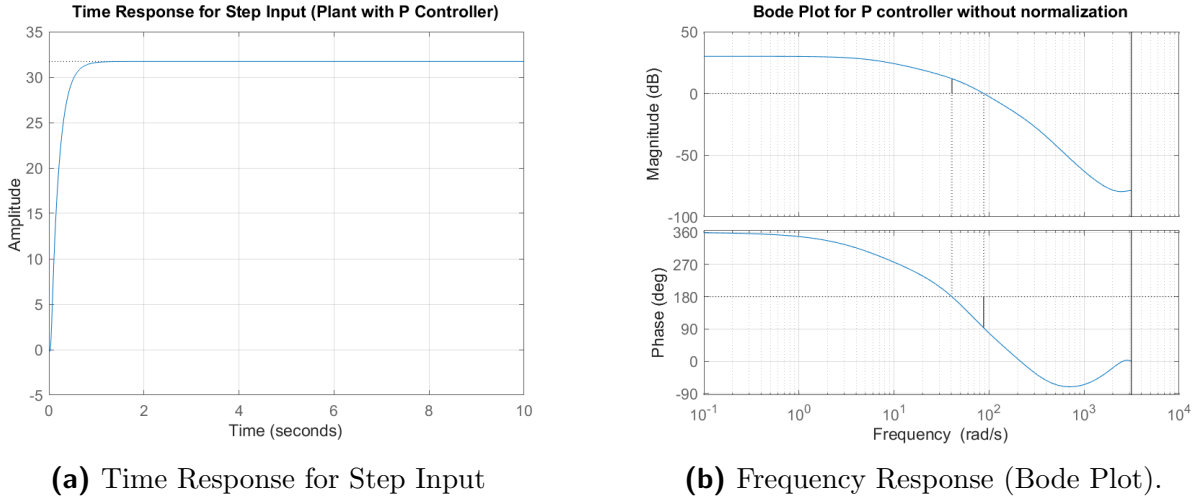 Time Response for Step Input (Plant with P Controller)
35
30
25
20
15
10
5
0
-5
0 2 4 6 8 10
Amplitude
Time (seconds)
(a) Time Response for Step Input
Bode Plot for P controller without normalization
50
0
-50
-100
Magnitude (dB)
360
270
180
90
0
-90
Phase (deg)
10^-1 10^0 10^1 10^2 10^3 10^4
Frequency (rad/s)
(b) Frequency Response (Bode Plot).